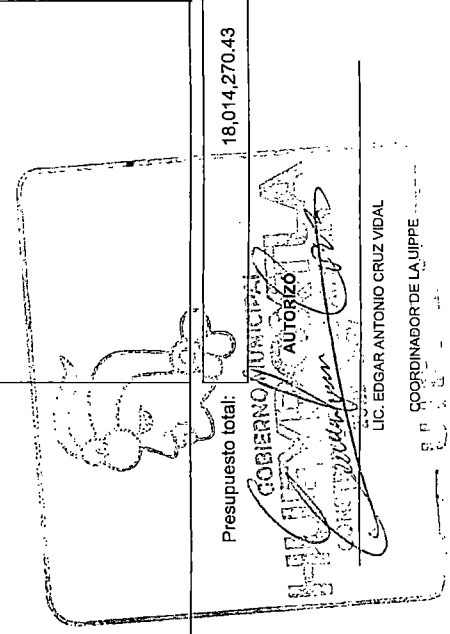 Presupuesto total: 18,014,270.43
GOBIERNO MUNICIPAL
AUTORIZÓ
LIC. EDGAR ANTONIO CRUZ VIDAL
COORDINADOR DE LA UIPPE